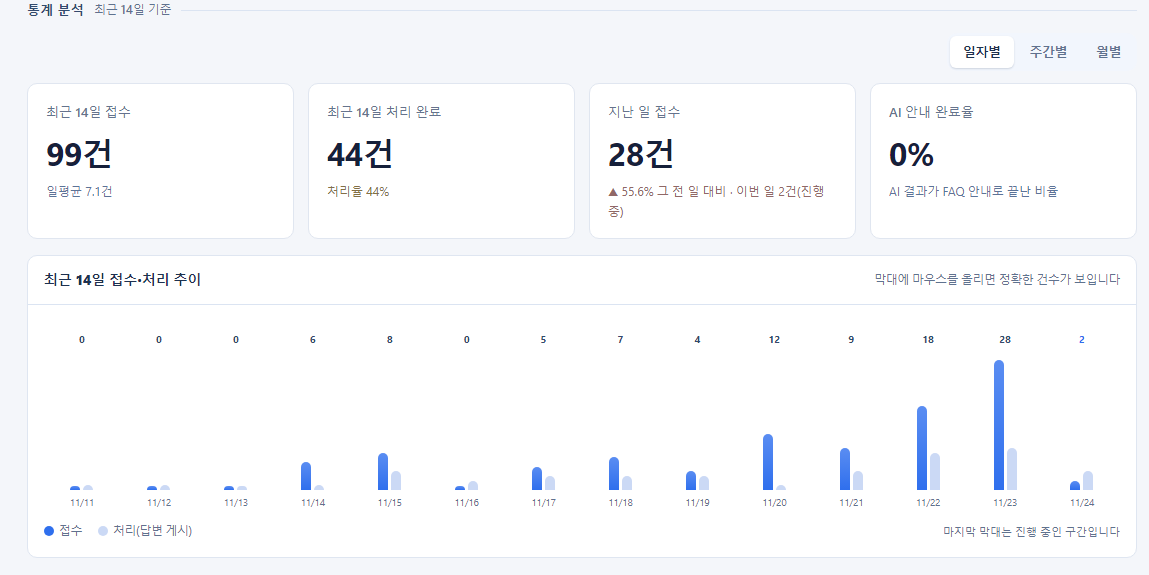 통계 분석 최근 14일 기준
일자별 주간별 월별
최근 14일 접수
99건
일평균 7.1건
최근 14일 처리 완료
44건
처리율 44%
지난 일 접수
28건
▲ 55.6% 그 전 일 대비 · 이번 일 2건(진행
중)
AI 안내 완료율
0%
AI 결과가 FAQ 안내로 끝난 비율
최근 14일 접수·처리 추이
막대에 마우스를 올리면 정확한 건수가 보입니다
0 0 0 6 8 0 5 7 4 12 9 18 28 2
11/11 11/12 11/13 11/14 11/15 11/16 11/17 11/18 11/19 11/20 11/21 11/22 11/23 11/24
접수 처리(답변 게시)
마지막 막대는 진행 중인 구간입니다